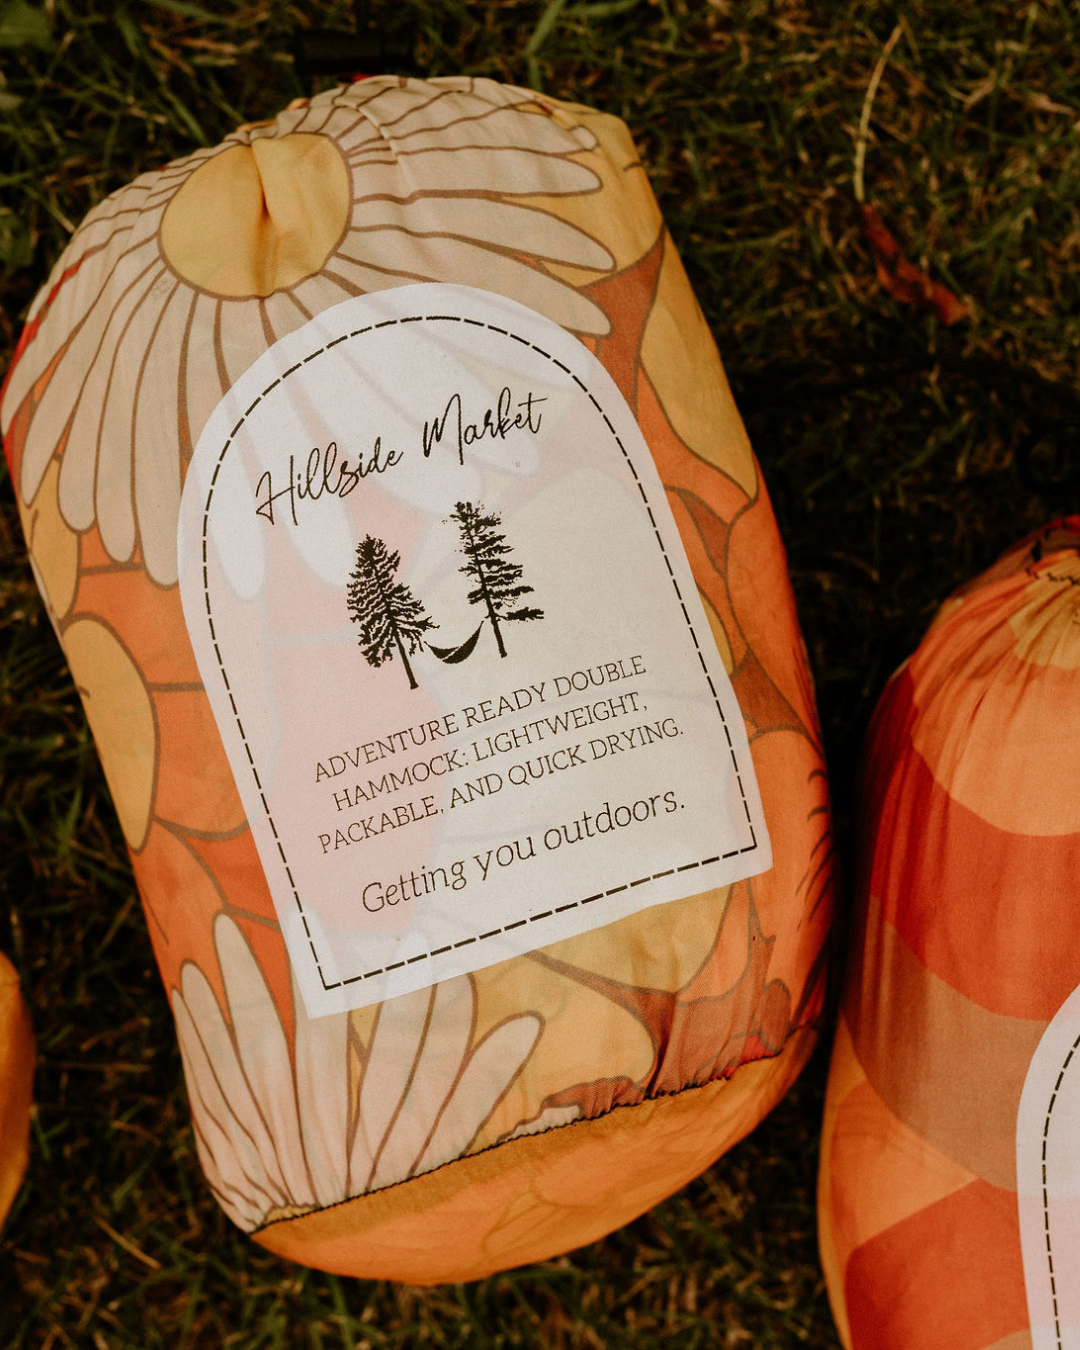 Hillside Market
ADVENTURE READY DOUBLE
HAMMOCK: LIGHTWEIGHT,
PACKABLE, AND QUICK DRYING.
Getting you outdoors.